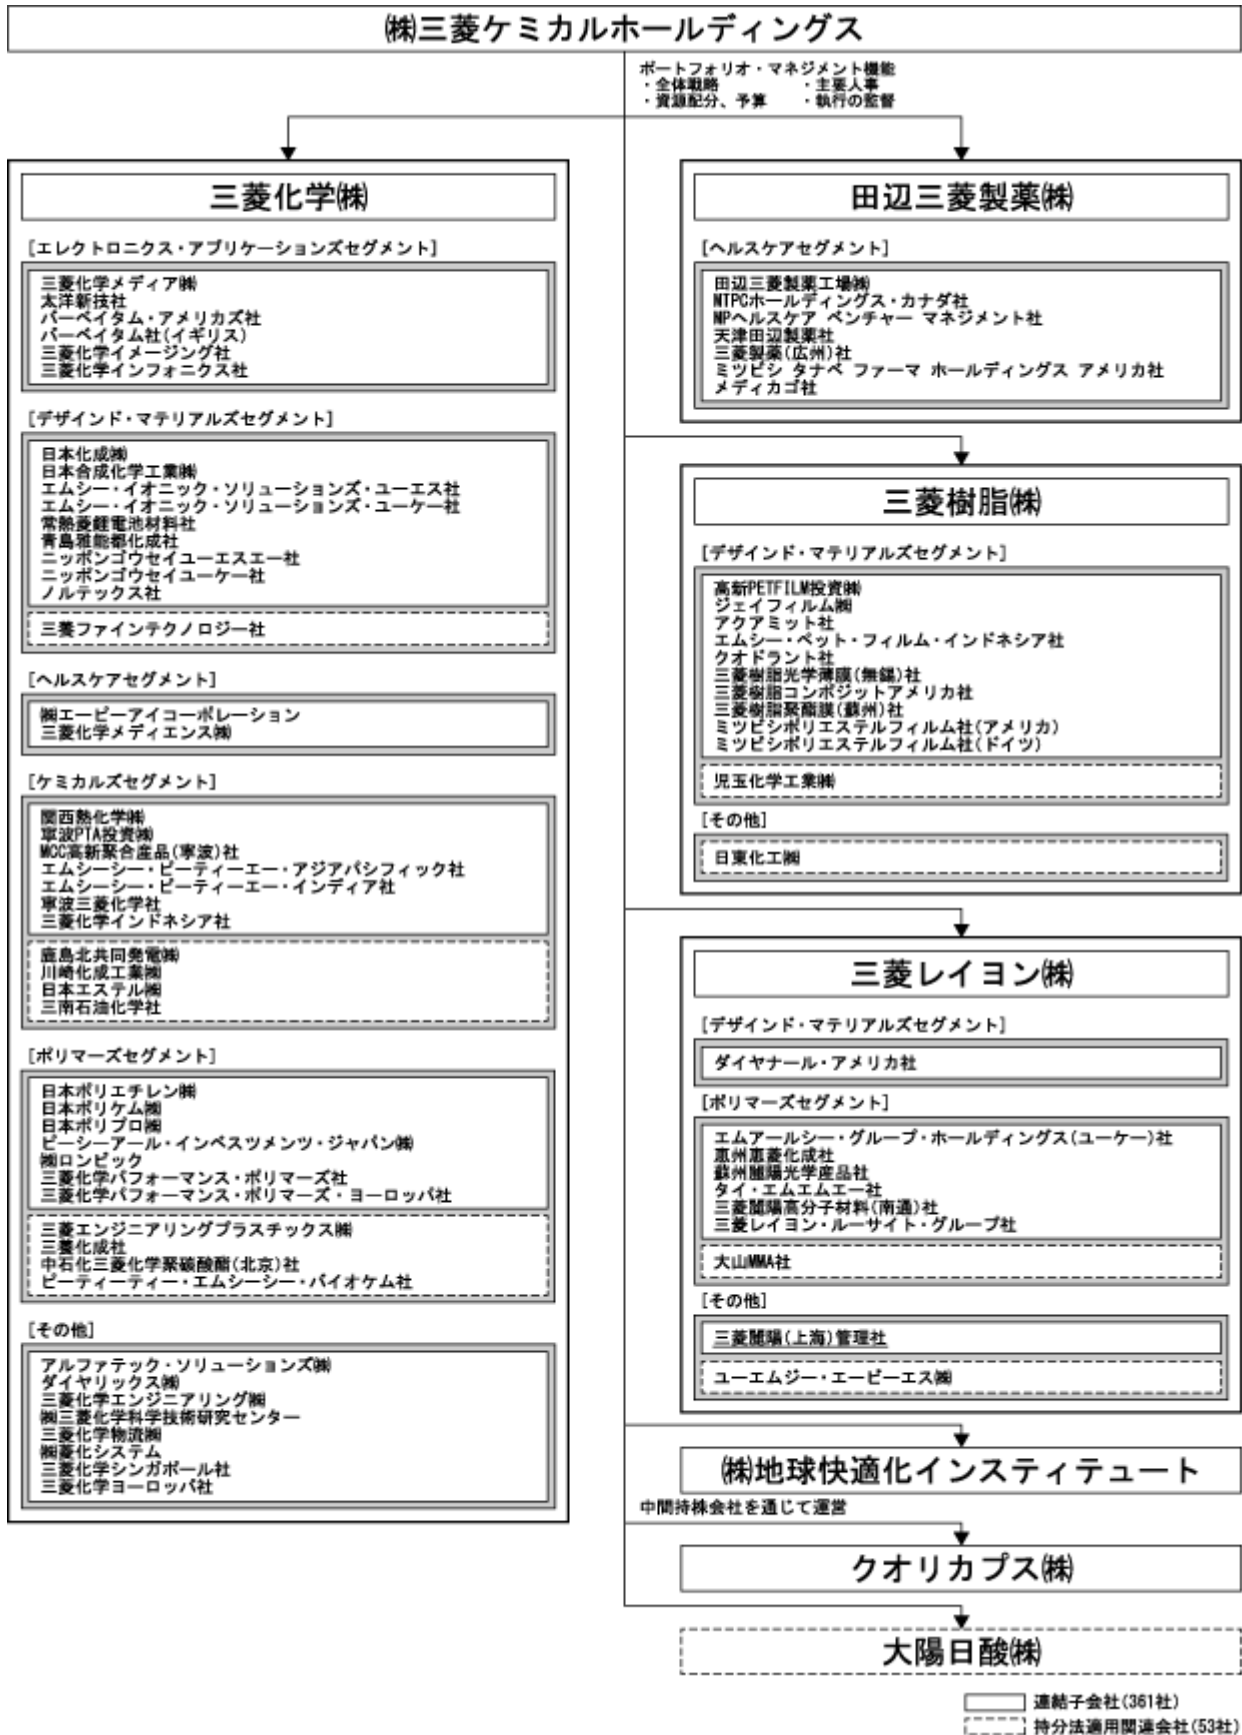 ㈱三菱ケミカルホールディングス
ポートフォリオ・マネジメント機能
・全体戦略　・主要人事
・資源配分、予算　・執行の監督
三菱化学㈱
[エレクトロニクス・アプリケーションズセグメント]
三菱化学メディア㈱
太洋新技社
バーベイタム・アメリカズ社
バーベイタム社(イギリス)
三菱化学イメージング社
三菱化学インフォニクス社
[デザインド・マテリアルズセグメント]
日本化成㈱
日本合成化学工業㈱
エムシー・イオニック・ソリューションズ・ユーエス社
エムシー・イオニック・ソリューションズ・ユーケー社
常熟菱鋰電池材料社
青島雅能都化成社
ニッポンゴウセイユーエスエー社
ニッポンゴウセイユーケー社
ノルテックス社
三養ファインテクノロジー社
[ヘルスケアセグメント]
㈱エーピーアイコーポレーション
三菱化学メディエンス㈱
[ケミカルズセグメント]
関西熱化学㈱
寧波PTA投資㈱
MCC高新聚合産品(寧波)社
エムシーシー・ピーティーエー・アジアパシフィック社
エムシーシー・ピーティーエー・インディア社
寧波三菱化学社
三菱化学インドネシア社
鹿島北共同発電㈱
川崎化成工業㈱
日本エステル㈱
三南石油化学社
[ポリマーズセグメント]
日本ポリエチレン㈱
日本ポリケム㈱
日本ポリプロ㈱
ピーシーアール・インベスツメンツ・ジャパン㈱
㈱ロンビック
三菱化学パフォーマンス・ポリマーズ社
三菱化学パフォーマンス・ポリマーズ・ヨーロッパ社
三菱エンジニアリングプラスチックス㈱
三養化成社
中石化三菱化学聚碳酸酯(北京)社
ピーティーティー・エムシーシー・バイオケム社
[その他]
アルファテック・ソリューションズ㈱
ダイヤリックス㈱
三菱化学エンジニアリング㈱
㈱三菱化学科学技術研究センター
三菱化学物流㈱
㈱菱化システム
三菱化学シンガポール社
三菱化学ヨーロッパ社
田辺三菱製薬㈱
[ヘルスケアセグメント]
田辺三菱製薬工場㈱
MTPCホールディングス・カナダ社
MPヘルスケア ベンチャー マネジメント社
天津田辺製薬社
三菱製薬(広州)社
ミツビシ タナベ ファーマ ホールディングス アメリカ社
メディカゴ社
三菱樹脂㈱
[デザインド・マテリアルズセグメント]
高新PETFILM投資㈱
ジェイフィルム㈱
アクアミット社
エムシー・ペット・フィルム・インドネシア社
クオドラント社
三菱樹脂光学薄膜(無錫)社
三菱樹脂コンポジットアメリカ社
三菱樹脂聚酯膜(蘇州)社
ミツビシポリエステルフィルム社(アメリカ)
ミツビシポリエステルフィルム社(ドイツ)
児玉化学工業㈱
[その他]
日東化工㈱
三菱レイヨン㈱
[デザインド・マテリアルズセグメント]
ダイヤナール・アメリカ社
[ポリマーズセグメント]
エムアールシー・グループ・ホールディングス(ユーケー)社
惠州惠菱化成社
蘇州麗陽光学産品社
タイ・エムエムエー社
三菱麗陽高分子材料(南通)社
三菱レイヨン・ルーサイト・グループ社
大山MMA社
[その他]
三菱麗陽(上海)管理社
ユーエムジー・エービーエス㈱
㈱地球快適化インスティテュート
中間持株会社を通じて運営
クオリカプス㈱
大陽日酸㈱
連結子会社(361社)
持分法適用関連会社(53社)